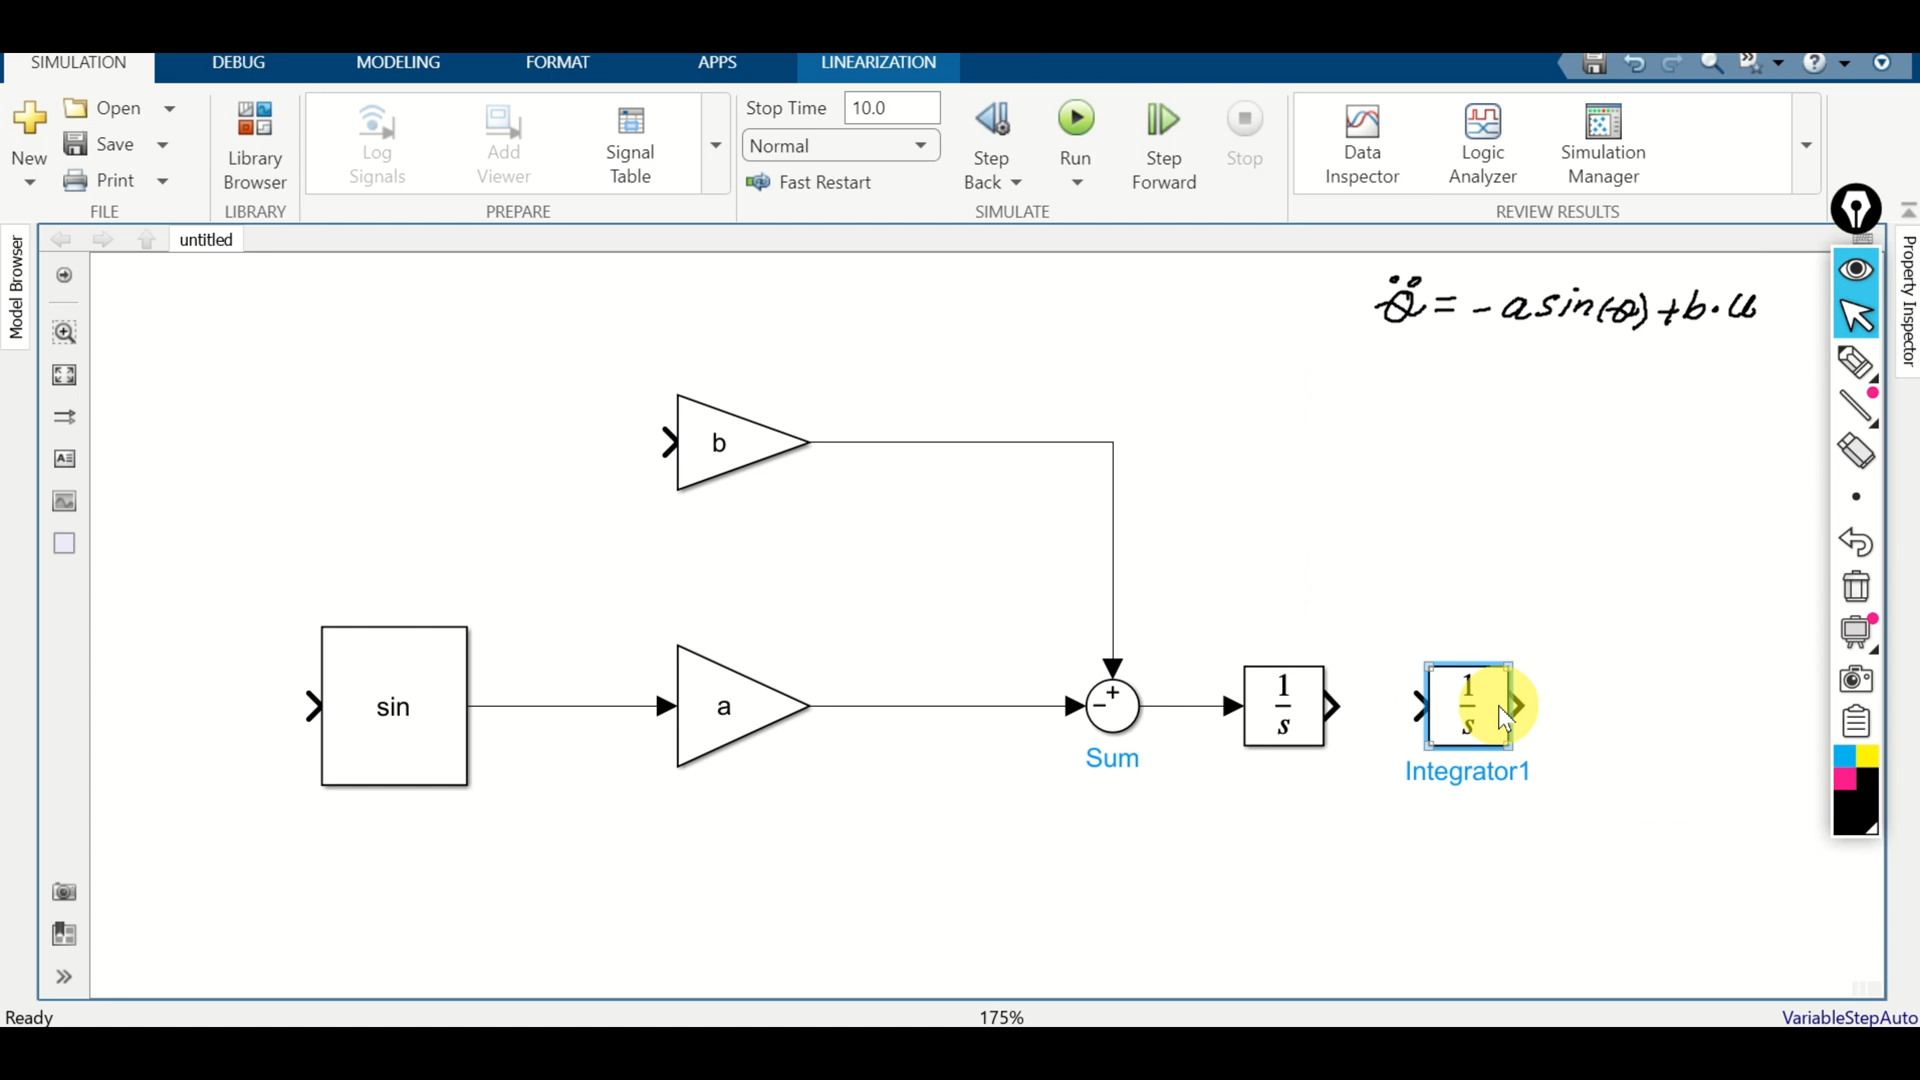 SIMULATION DEBUG MODELING FORMAT APPS LINEARIZATION
New
Open
Save
Print
FILE
Library Browser
LIBRARY
Log Signals
Add Viewer
Signal Table
PREPARE
Stop Time 10.0
Normal
Fast Restart
Step Back
Run
Step Forward
Stop
SIMULATE
Data Inspector
Logic Analyzer
Simulation Manager
REVIEW RESULTS
Model Browser
untitled
Property Inspector
θ̈ = -a sin(θ) + b · u
b
sin
a
+
−
Sum
1/s
1/s
Integrator1
Ready
175%
VariableStepAuto